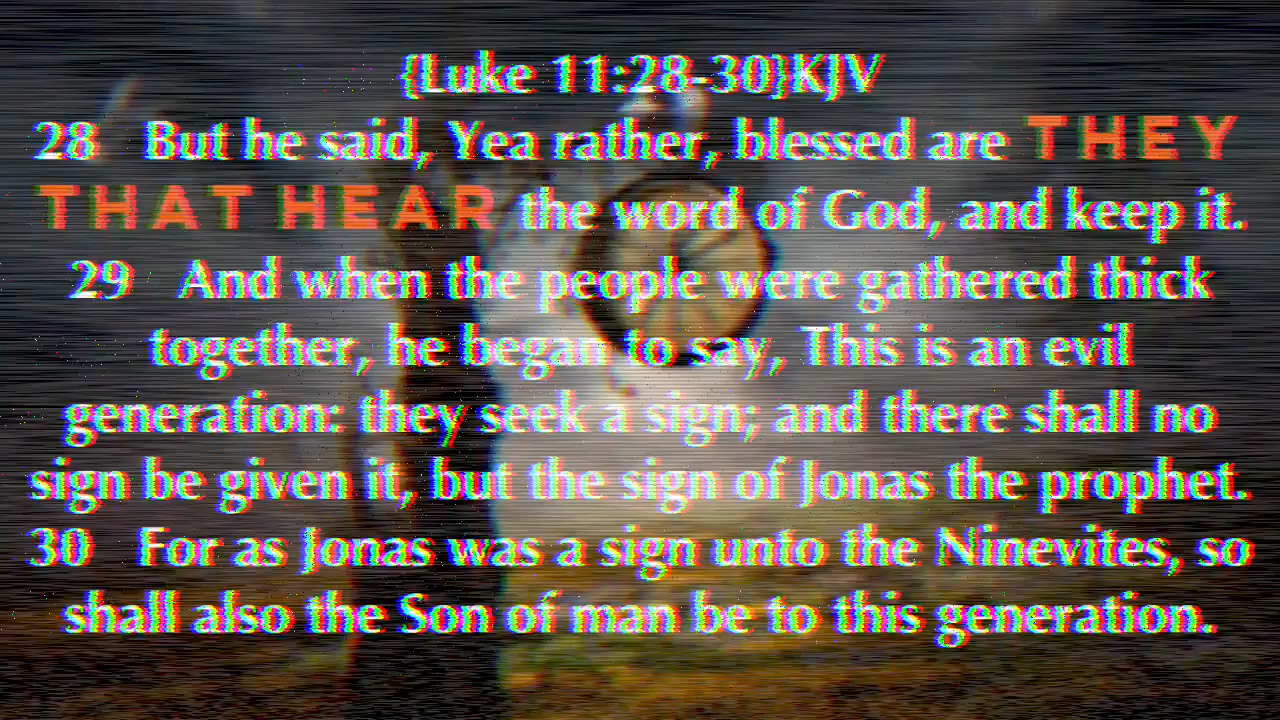 {Luke 11:28-30}KJV
28 But he said, Yea rather, blessed are THEY
THAT HEAR the word of God, and keep it.
29 And when the people were gathered thick
together, he began to say, This is an evil
generation: they seek a sign; and there shall no
sign be given it, but the sign of Jonas the prophet.
30 For as Jonas was a sign unto the Ninevites, so
shall also the Son of man be to this generation.